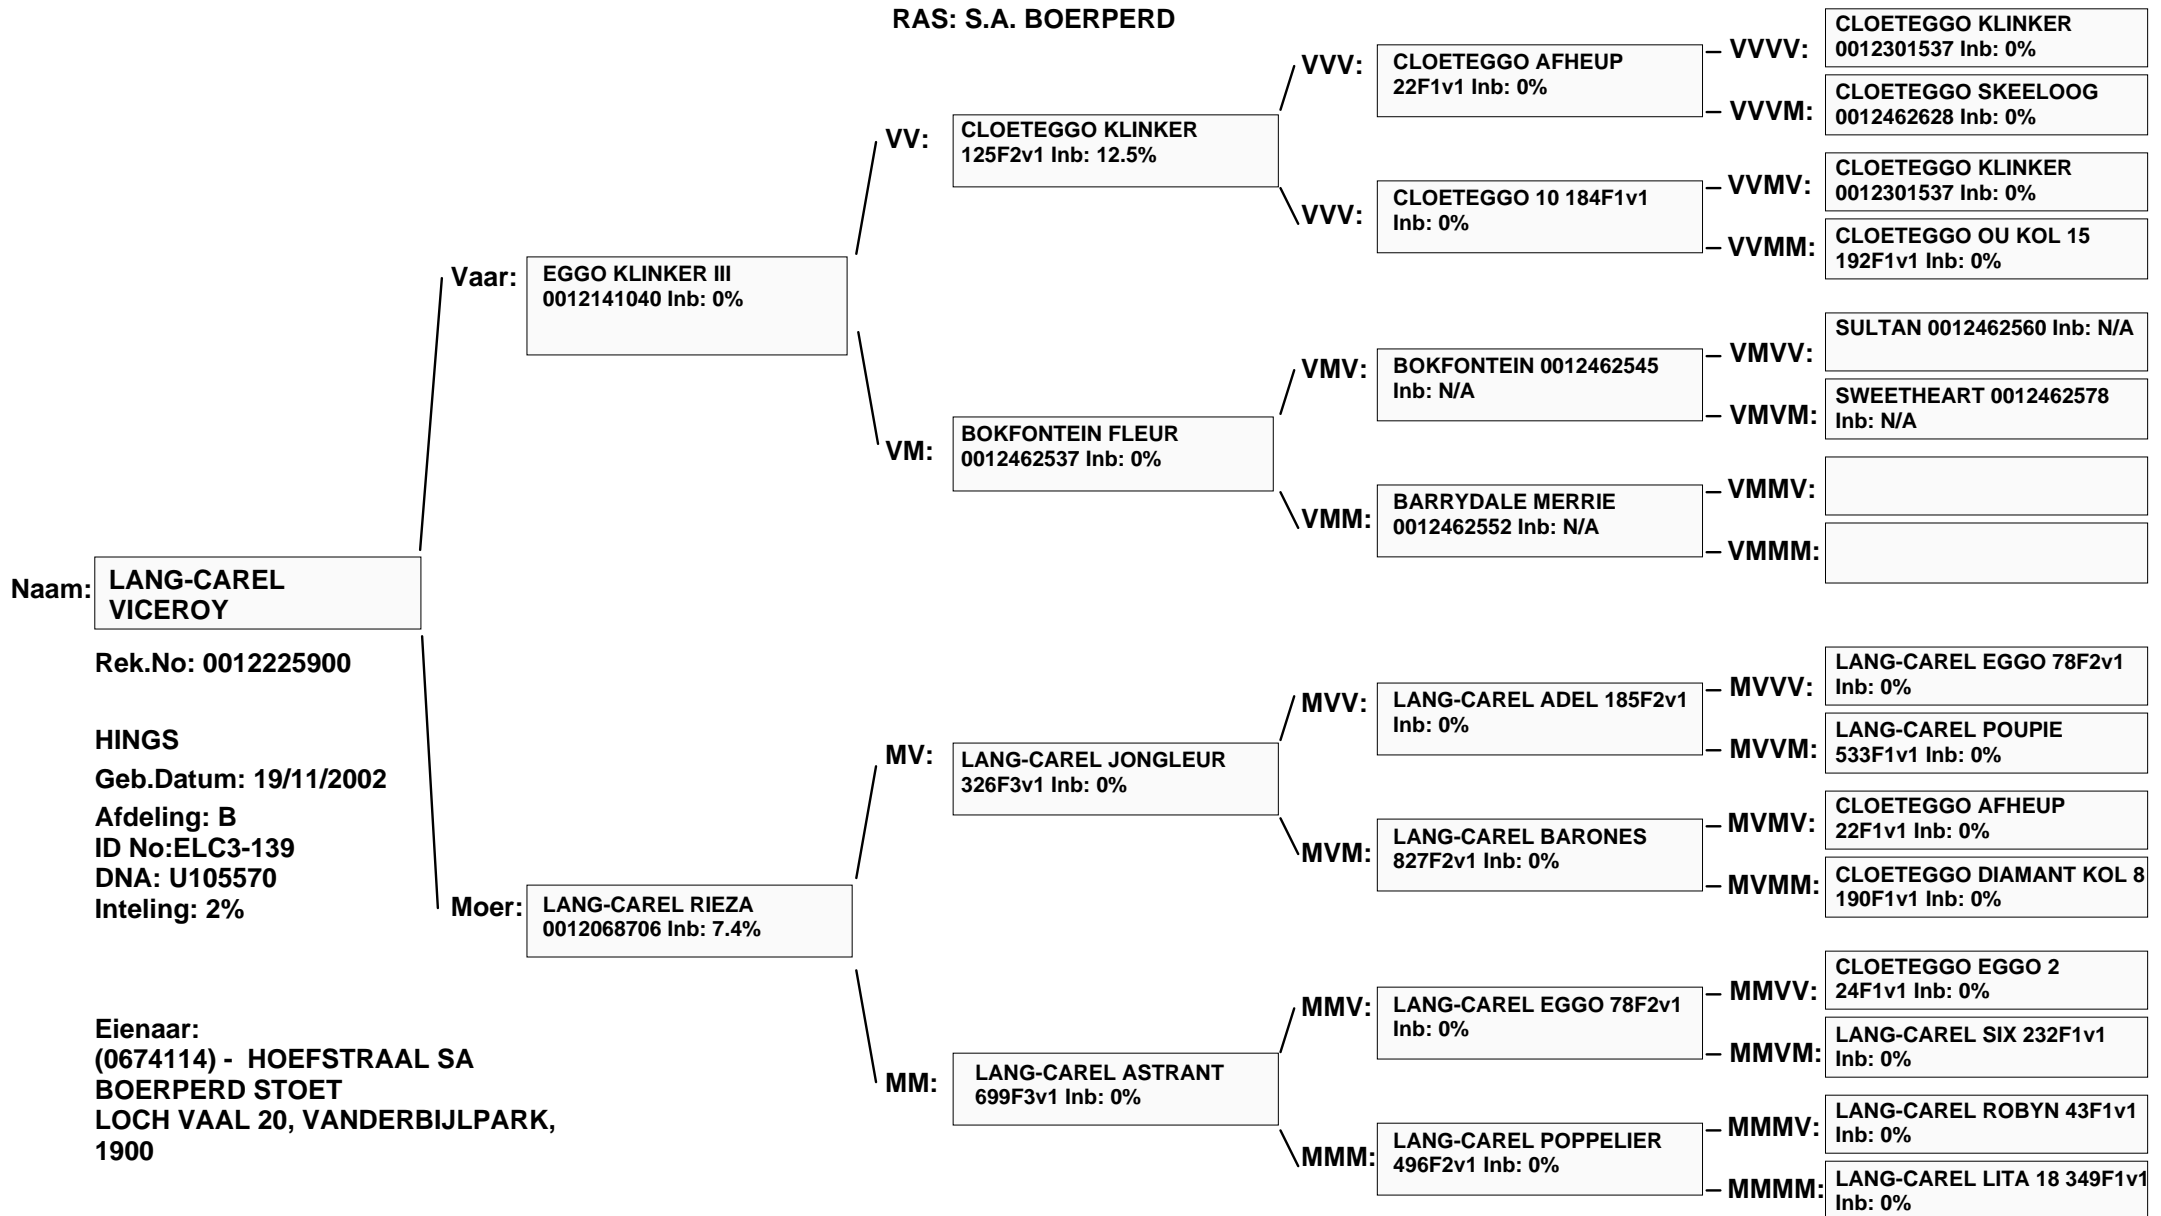 RAS: S.A. BOERPERD
Naam:
LANG-CAREL
VICEROY
Rek.No: 0012225900
HINGS
Geb.Datum: 19/11/2002
Afdeling: B
ID No:ELC3-139
DNA: U105570
Inteling: 2%
Eienaar:
(0674114) - HOEFSTRAAL SA
BOERPERD STOET
LOCH VAAL 20, VANDERBIJLPARK,
1900
Vaar:
EGGO KLINKER III
0012141040 Inb: 0%
Moer:
LANG-CAREL RIEZA
0012068706 Inb: 7.4%
VV:
CLOETEGGO KLINKER
125F2v1 Inb: 12.5%
VM:
BOKFONTEIN FLEUR
0012462537 Inb: 0%
MV:
LANG-CAREL JONGLEUR
326F3v1 Inb: 0%
MM:
LANG-CAREL ASTRANT
699F3v1 Inb: 0%
VVV:
CLOETEGGO AFHEUP
22F1v1 Inb: 0%
VVV:
CLOETEGGO 10 184F1v1
Inb: 0%
VMV:
BOKFONTEIN 0012462545
Inb: N/A
VMM:
BARRYDALE MERRIE
0012462552 Inb: N/A
MVV:
LANG-CAREL ADEL 185F2v1
Inb: 0%
MVM:
LANG-CAREL BARONES
827F2v1 Inb: 0%
MMV:
LANG-CAREL EGGO 78F2v1
Inb: 0%
MMM:
LANG-CAREL POPPELIER
496F2v1 Inb: 0%
VVVV:
CLOETEGGO KLINKER
0012301537 Inb: 0%
VVVM:
CLOETEGGO SKEELOOG
0012462628 Inb: 0%
VVMV:
CLOETEGGO KLINKER
0012301537 Inb: 0%
VVMM:
CLOETEGGO OU KOL 15
192F1v1 Inb: 0%
VMVV:
SULTAN 0012462560 Inb: N/A
VMVM:
SWEETHEART 0012462578
Inb: N/A
VMMV:
VMMM:
MVVV:
LANG-CAREL EGGO 78F2v1
Inb: 0%
MVVM:
LANG-CAREL POUPIE
533F1v1 Inb: 0%
MVMV:
CLOETEGGO AFHEUP
22F1v1 Inb: 0%
MVMM:
CLOETEGGO DIAMANT KOL 8
190F1v1 Inb: 0%
MMVV:
CLOETEGGO EGGO 2
24F1v1 Inb: 0%
MMVM:
LANG-CAREL SIX 232F1v1
Inb: 0%
MMMV:
LANG-CAREL ROBYN 43F1v1
Inb: 0%
MMMM:
LANG-CAREL LITA 18 349F1v1
Inb: 0%